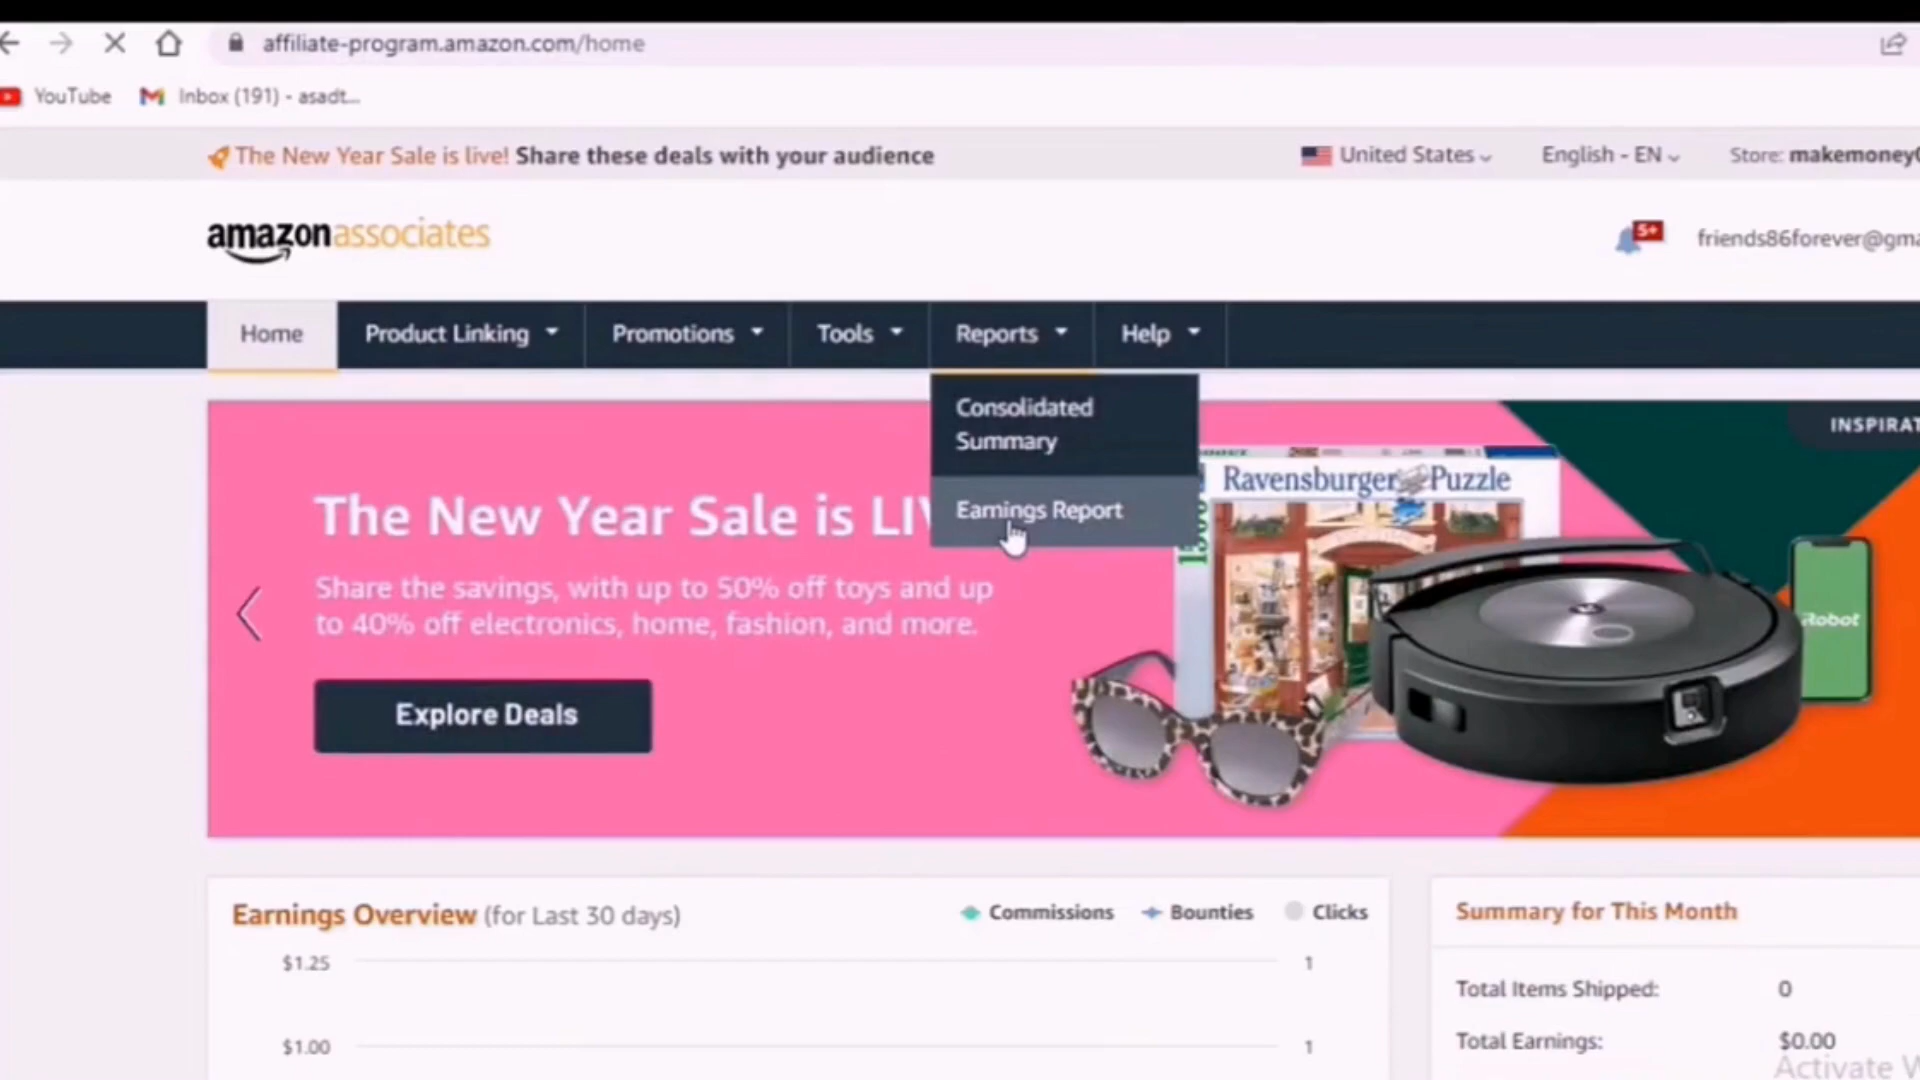 affiliate-program.amazon.com/home
YouTube
Inbox (191) - asadt...
The New Year Sale is live! Share these deals with your audience
United States
English - EN
Store: makemoney
amazonassociates
5+
friends86forever@gma
Home
Product Linking
Promotions
Tools
Reports
Help
Consolidated
Summary
Earnings Report
INSPIRAT
The New Year Sale is LIV
Share the savings, with up to 50% off toys and up
to 40% off electronics, home, fashion, and more.
Explore Deals
Ravensburger Puzzle
iRobot
Earnings Overview (for Last 30 days)
Commissions
Bounties
Clicks
$1.25
1
$1.00
1
Summary for This Month
Total Items Shipped:
0
Total Earnings:
$0.00
Activate W